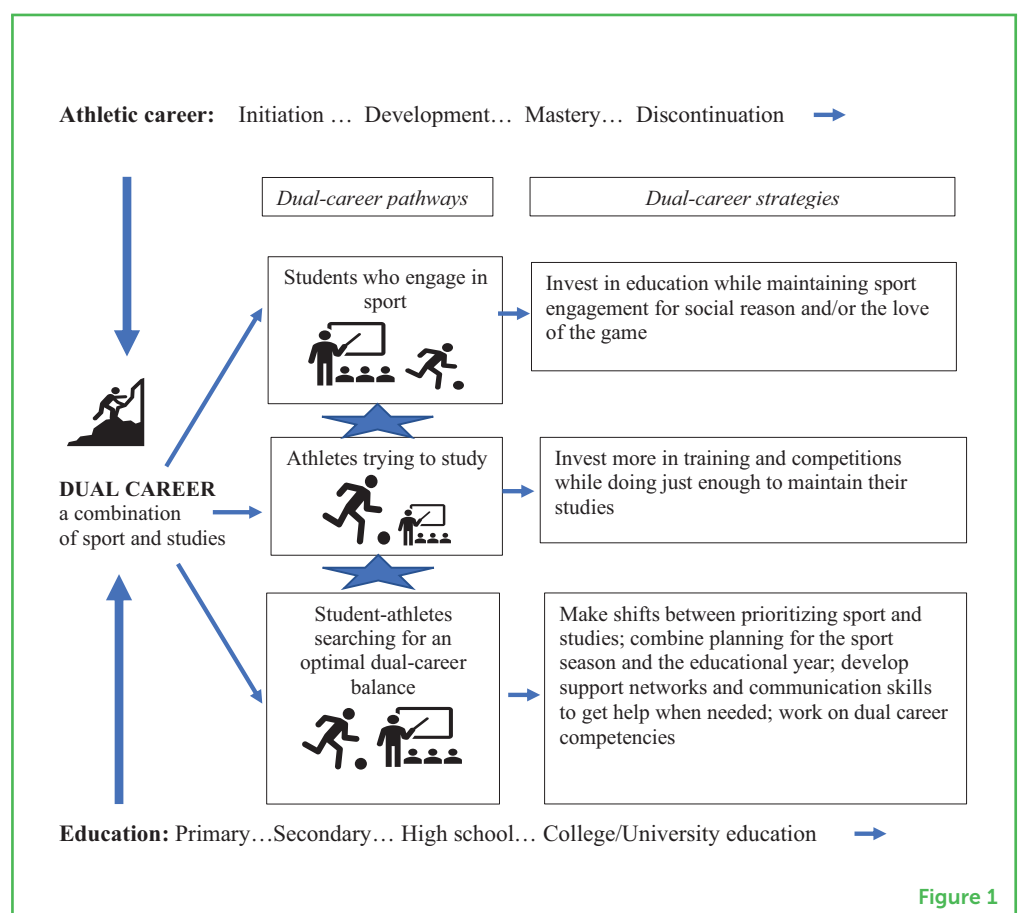 Athletic career: Initiation … Development… Mastery… Discontinuation
Dual-career pathways
Dual-career strategies
Students who engage in
sport
Invest in education while maintaining sport
engagement for social reason and/or the love
of the game
DUAL CAREER
a combination
of sport and studies
Athletes trying to study
Invest more in training and competitions
while doing just enough to maintain their
studies
Student-athletes
searching for an
optimal dual-career
balance
Make shifts between prioritizing sport and
studies; combine planning for the sport
season and the educational year; develop
support networks and communication skills
to get help when needed; work on dual career
competencies
Education: Primary…Secondary… High school… College/University education
Figure 1